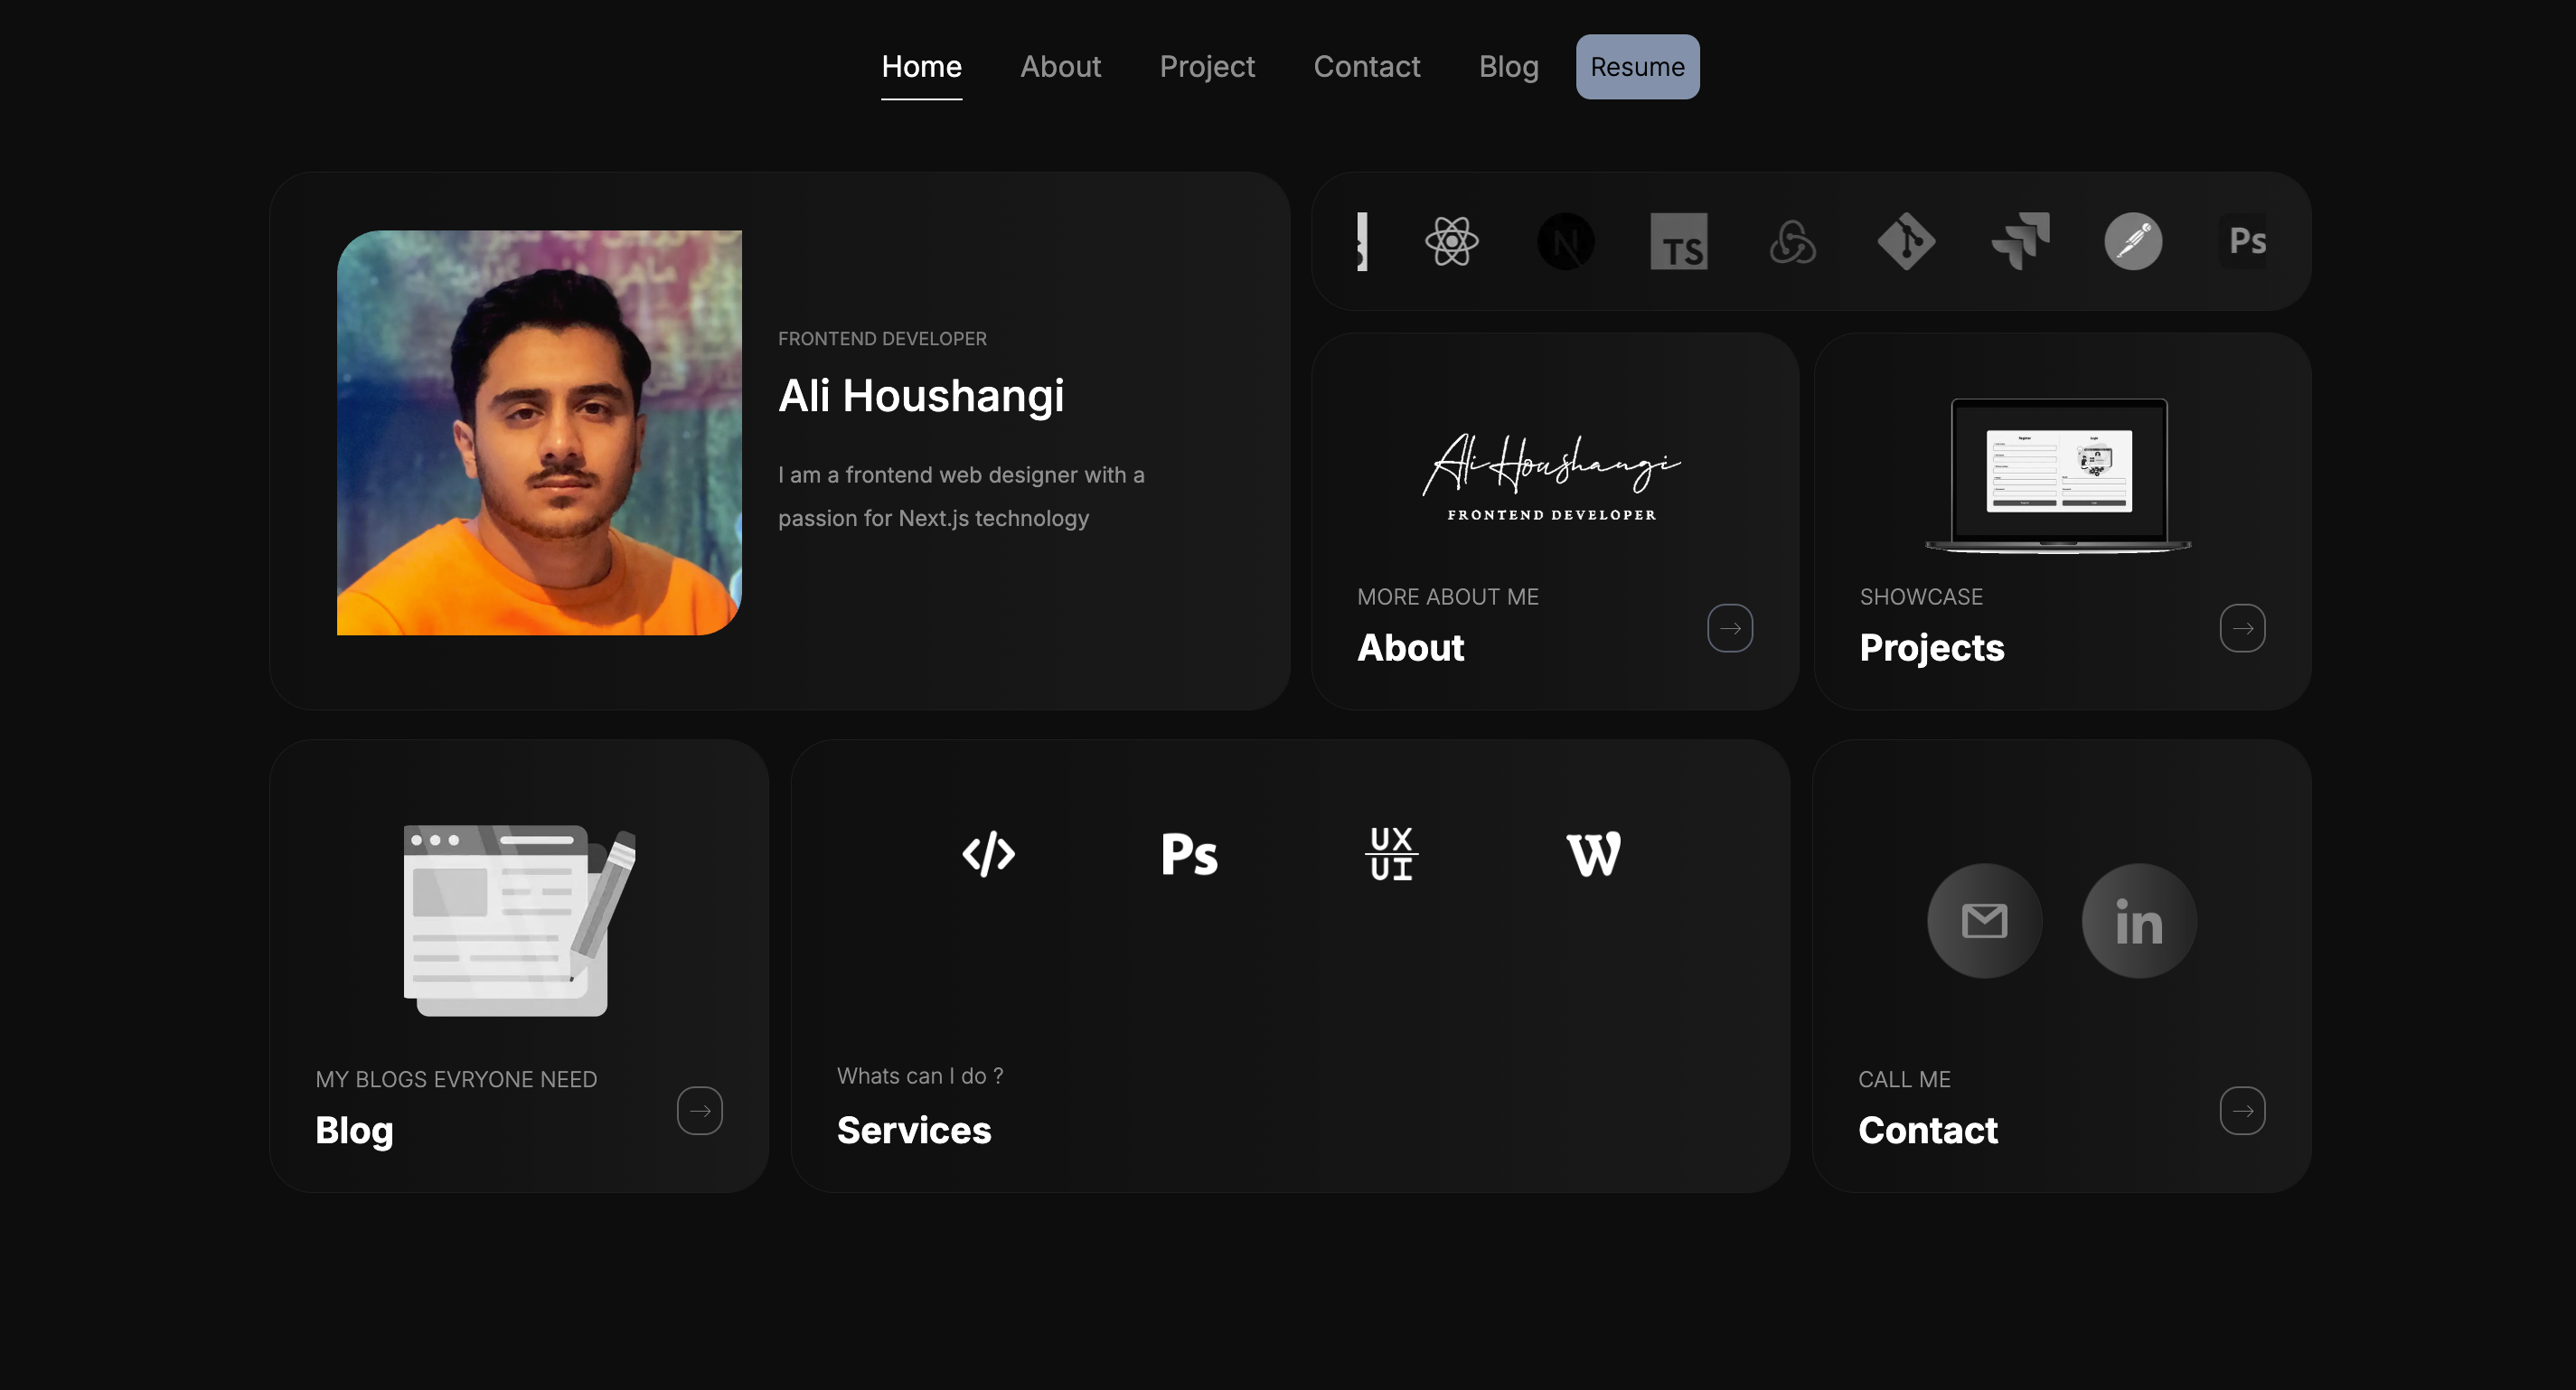 Home
About
Project
Contact
Blog
Resume
FRONTEND DEVELOPER
Ali Houshangi
I am a frontend web designer with a
passion for Next.js technology
N
TS
Ps
Ali Houshangi
FRONTEND DEVELOPER
MORE ABOUT ME
About
Register
Login
SHOWCASE
Projects
MY BLOGS EVRYONE NEED
Blog
Ps
UX
UI
W
Whats can I do ?
Services
in
CALL ME
Contact